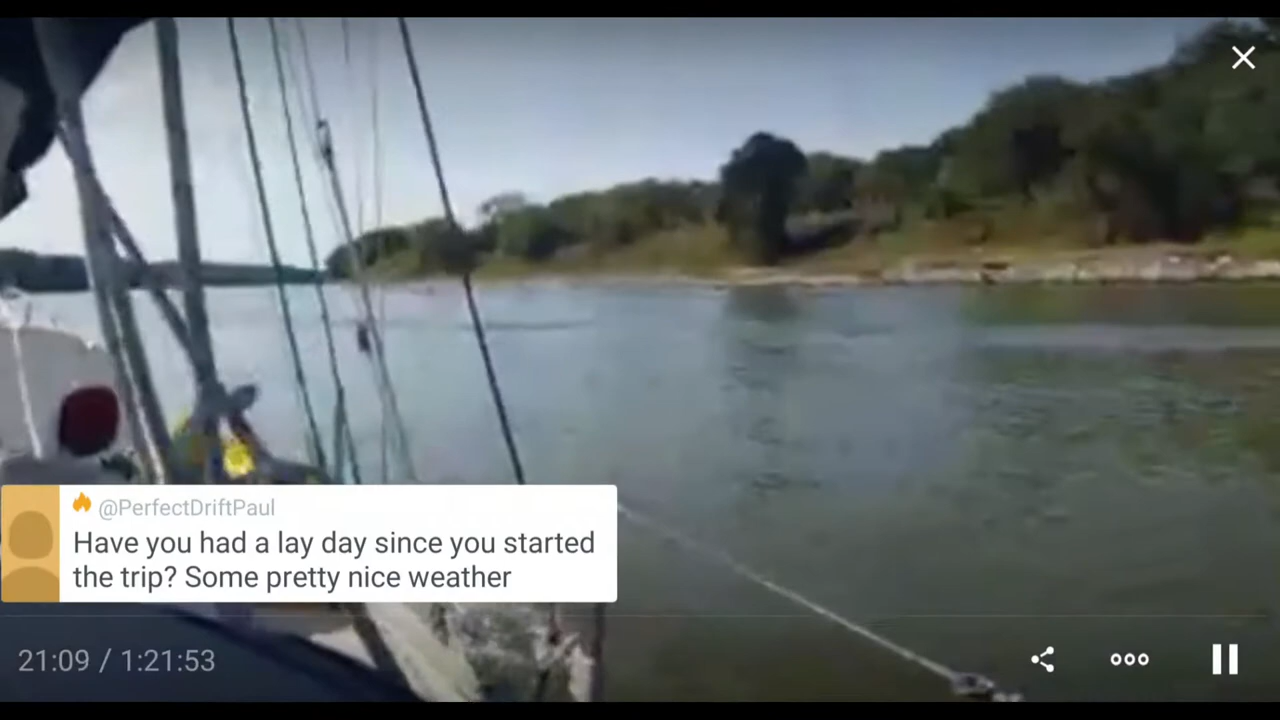 @PerfectDriftPaul
Have you had a lay day since you started
the trip? Some pretty nice weather
21:09 / 1:21:53